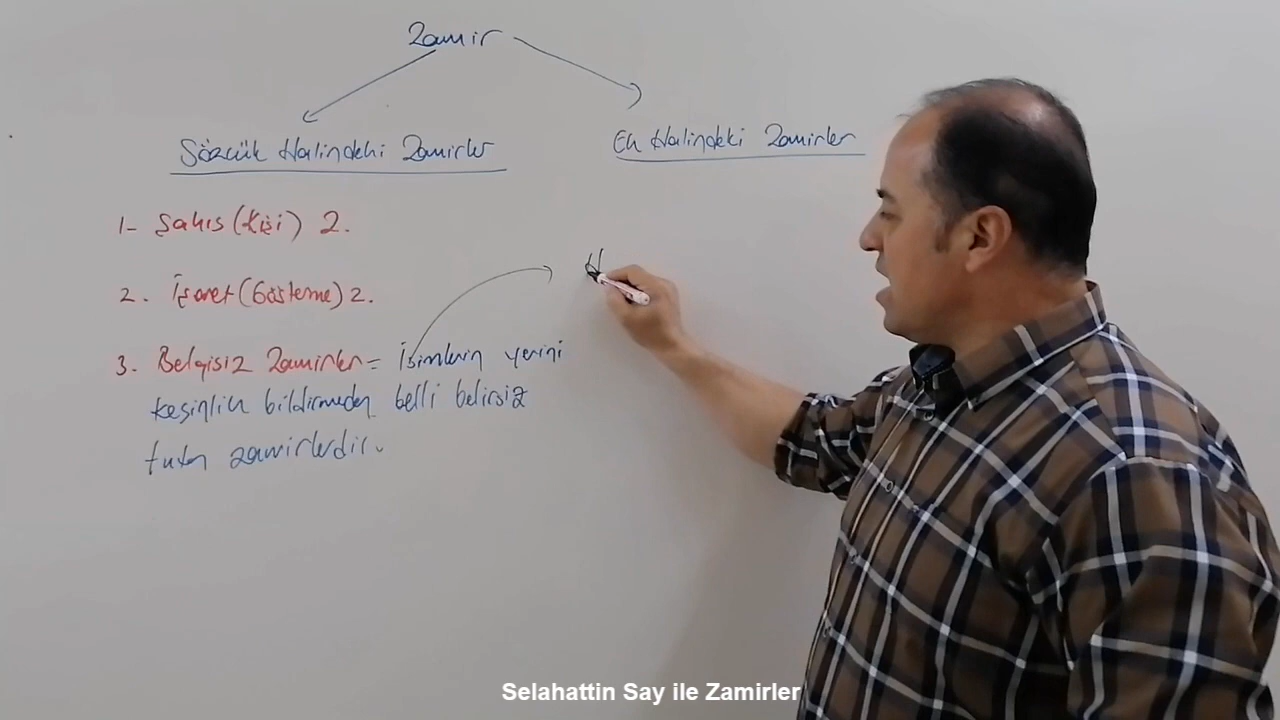 Zamir
Sözcük Halindeki Zamirler
Ek Halindeki Zamirler
1- Şahıs (Kişi) Z.
2. İşaret (Gösterme) Z.
3. Belgisiz Zamirler = İsimlerin yerini
kesinlik bildirmeden belli belirsiz
tutan zamirlerdir.
Selahattin Say ile Zamirler